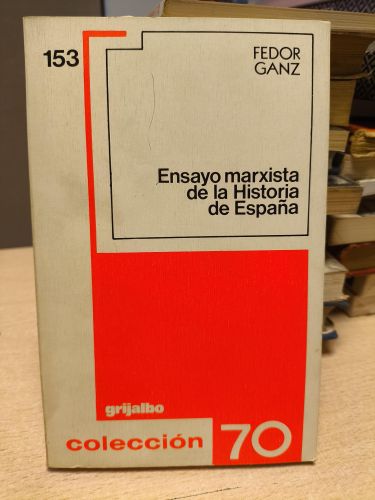 153
FEDOR
GANZ
Ensayo marxista
de la Historia
de España
grijalbo
colección 70